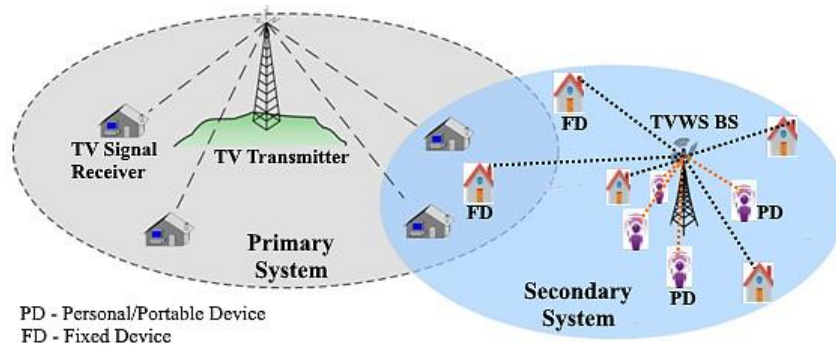 FD
TVWS BS
TV Signal
Receiver
TV Transmitter
FD
PD
Primary
System
PD
Secondary
System
PD - Personal/Portable Device
FD - Fixed Device